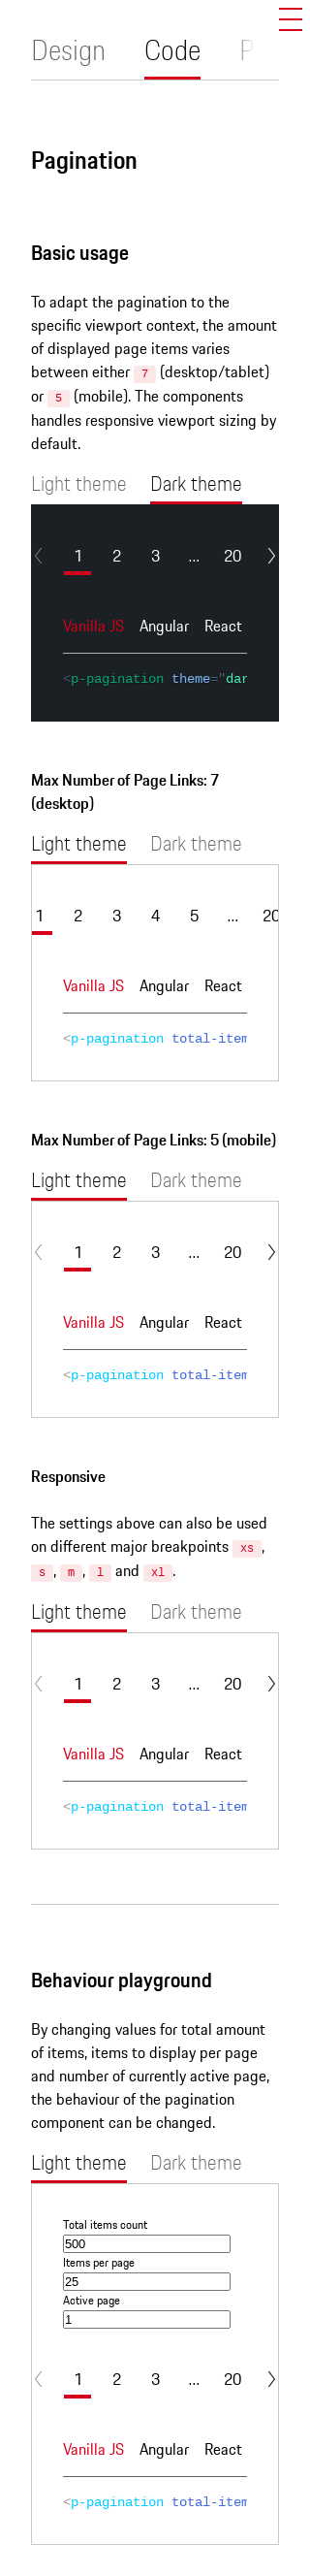 Design Code P
Pagination
Basic usage
To adapt the pagination to the
specific viewport context, the amount
of displayed page items varies
between either 7 (desktop/tablet)
or 5 (mobile). The components
handles responsive viewport sizing by
default.
Light theme Dark theme
1 2 3 ... 20
Vanilla JS Angular React
<p-pagination theme="dar
Max Number of Page Links: 7
(desktop)
Light theme Dark theme
1 2 3 4 5 ... 20
Vanilla JS Angular React
<p-pagination total-item
Max Number of Page Links: 5 (mobile)
Light theme Dark theme
1 2 3 ... 20
Vanilla JS Angular React
<p-pagination total-item
Responsive
The settings above can also be used
on different major breakpoints xs,
s, m, l and xl.
Light theme Dark theme
1 2 3 ... 20
Vanilla JS Angular React
<p-pagination total-item
Behaviour playground
By changing values for total amount
of items, items to display per page
and number of currently active page,
the behaviour of the pagination
component can be changed.
Light theme Dark theme
Total items count
500
Items per page
25
Active page
1
1 2 3 ... 20
Vanilla JS Angular React
<p-pagination total-item